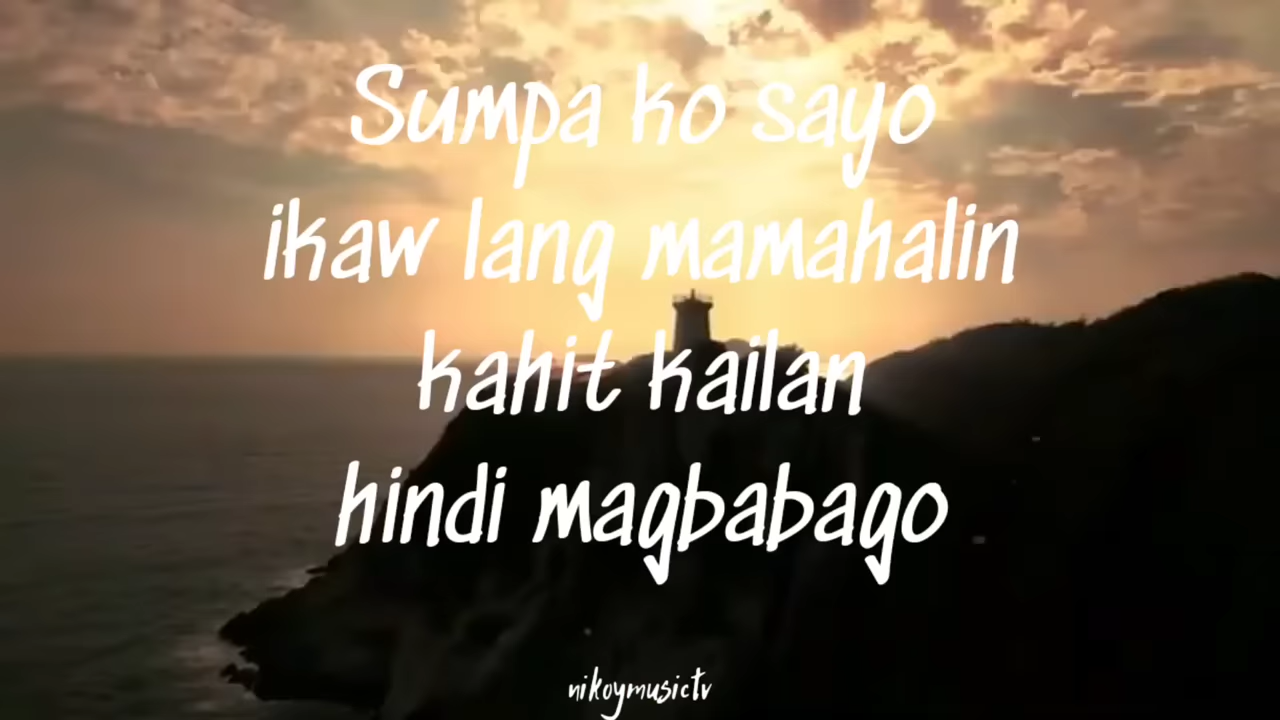 Sumpa ko sayo
ikaw lang mamahalin
kahit kailan
hindi magbabago
nikoymusictv